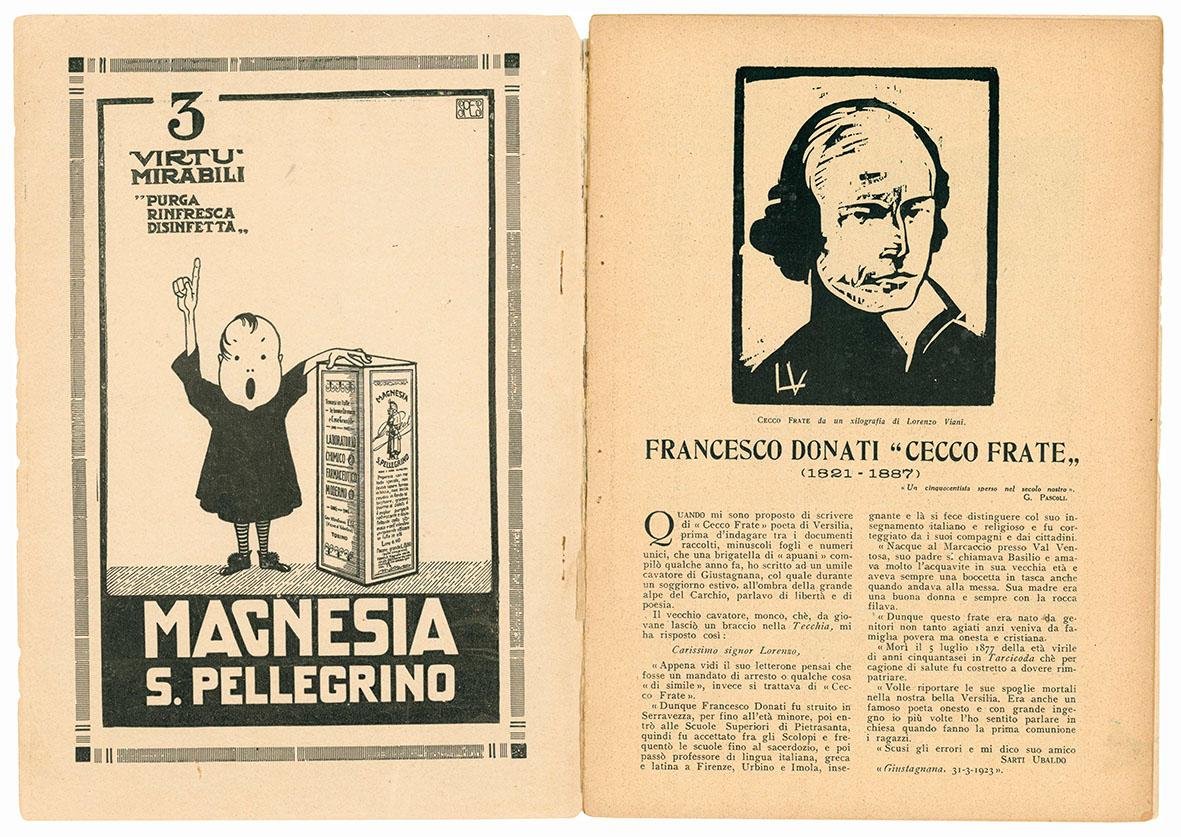 3
VIRTU'
MIRABILI
"PURGA
RINFRESCA
DISINFETTA„
SPES
LABORATORIO
CHIMICO
FARMACEUTICO
MODERNO
TORINO
MAGNESIA
S. PELLEGRINO
MAGNESIA
S. PELLEGRINO
LV
CECCO FRATE da un xilografia di Lorenzo Viani.
FRANCESCO DONATI "CECCO FRATE„
(1821-1887)
«Un cinquocentista sperso nel secolo nostro».
G. PASCOLI.
QUANDO mi sono proposto di scrivere
di «Cecco Frate» poeta di Versilia,
prima d'indagare tra i documenti
raccolti, minuscoli fogli e numeri
unici, che una brigatella di «apuani» com-
pilò qualche anno fa, ho scritto ad un umile
cavatore di Giustagnana, col quale durante
un soggiorno estivo, all'ombra della grande
alpe del Carchio, parlavo di libertà e di
poesia.
Il vecchio cavatore, monco, chè, da gio-
vane lasciò un braccio nella Tecchia, mi
ha risposto così:
Carissimo signor Lorenzo,
«Appena vidi il suo letterone pensai che
fosse un mandato di arresto o qualche cosa
«di simile», invece si trattava di «Cec-
co Frate».
«Dunque Francesco Donati fu struito in
Serravezza, per fino all'età minore, poi en-
trò alle Scuole Superiori di Pietrasanta,
quindi fu accettato fra gli Scolopi e fre-
quentò le scuole fino al sacerdozio, e poi
passò professore di lingua italiana, greca
e latina a Firenze, Urbino e Imola, inse-
gnante e là si fece distinguere col suo in-
segnamento italiano e religioso e fu cor-
teggiato da i suoi compagni e dai cittadini.
«Nacque al Marcaccio presso Val Ven-
tosa, suo padre s. chiamava Basilio e ama-
va molto l'acquavite in sua vecchia età e
aveva sempre una boccetta in tasca anche
quando andava alla messa. Sua madre era
una buona donna e sempre con la rocca
filava.
«Dunque questo frate era nato da ge-
nitori non tanto agiati anzi veniva da fa-
miglia povera ma onesta e cristiana.
«Morì il 5 luglio 1877 della età virile
di anni cinquantasei in Tarcicoda chè per
cagione di salute fu costretto a dovere rim-
patriare.
«Volle riportare le sue spoglie mortali
nella nostra bella Versilia. Era anche un
famoso poeta onesto e con grande inge-
gno io più volte l'ho sentito parlare in
chiesa quando fanno la prima comunione
i ragazzi.
«Scusi gli errori e mi dico suo amico
SARTI UBALDO
«Giustagnana. 31-3-1923».